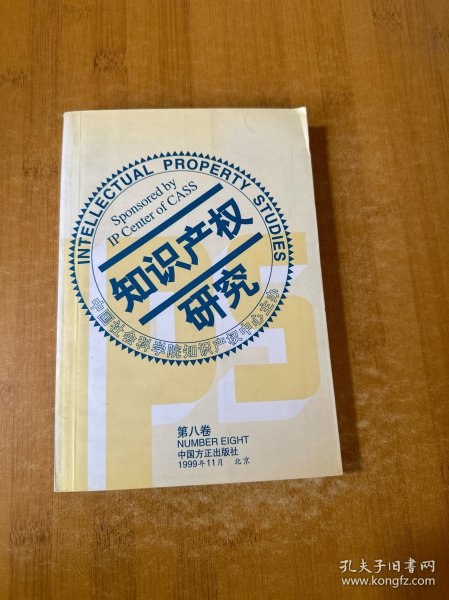 INTELLECTUAL PROPERTY STUDIES
Sponsored by
IP Center of CASS
知识产权
研究
中国社会科学院知识产权中心主办
第八卷
NUMBER EIGHT
中国方正出版社
1999年11月 北京
孔夫子旧书网
www.kongfz.com